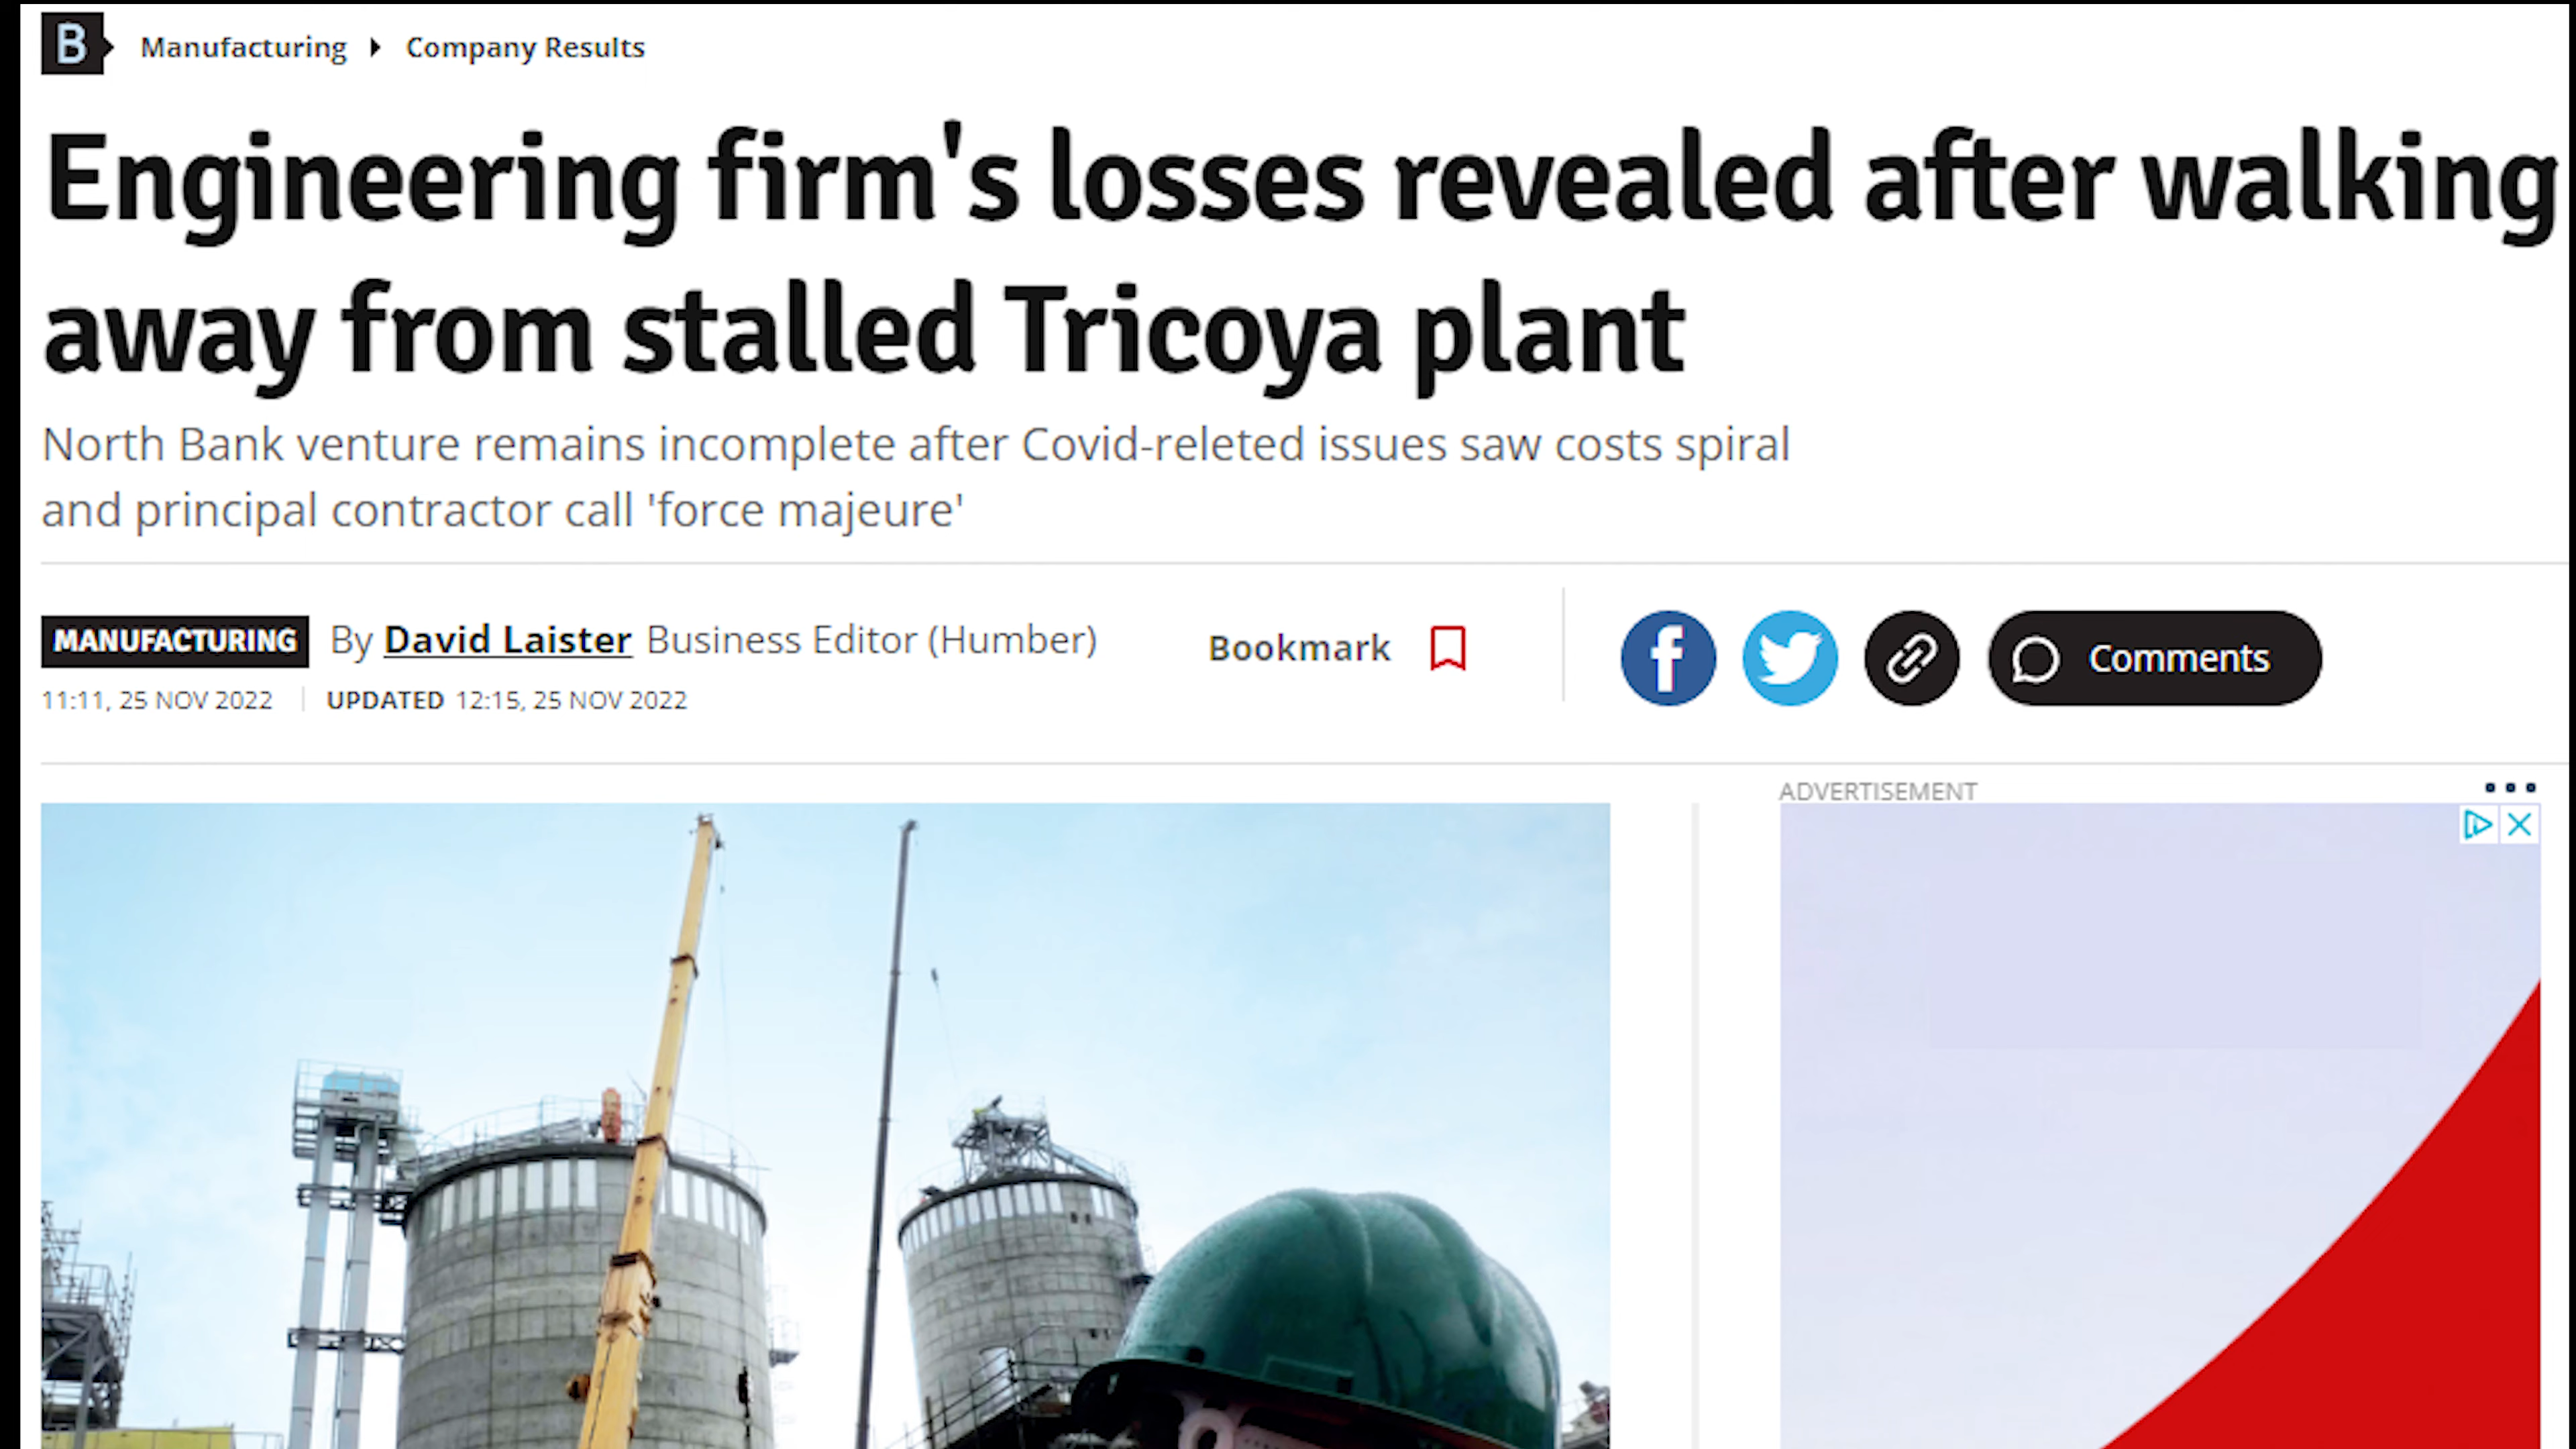 B Manufacturing Company Results
Engineering firm's losses revealed after walking
away from stalled Tricoya plant
North Bank venture remains incomplete after Covid-releted issues saw costs spiral
and principal contractor call 'force majeure'
MANUFACTURING By David Laister Business Editor (Humber)
11:11, 25 NOV 2022 UPDATED 12:15, 25 NOV 2022
Bookmark
Comments
ADVERTISEMENT